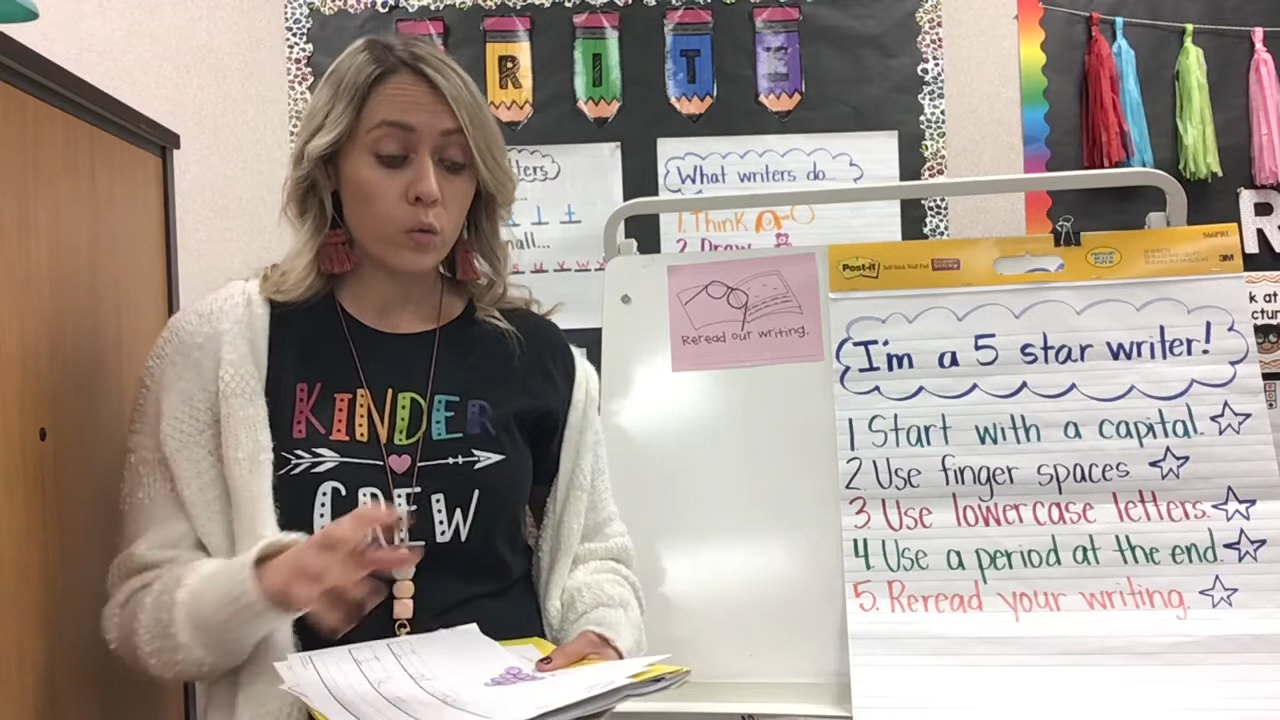 R I T E
What writers do...
1. Think
2. Draw
Reread our writing.
Post-it
3M
I'm a 5 star writer!
1 Start with a capital.
2. Use finger spaces
3 Use lowercase letters.
4. Use a period at the end.
5. Reread your writing.
KINDER
CREW
R
k at